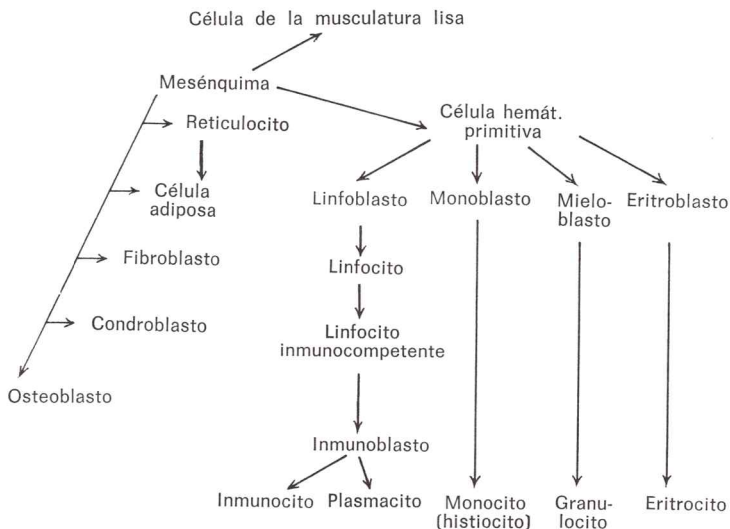 Célula de la musculatura lisa
Mesénquima
Reticulocito
Célula hemát.
primitiva
Célula
adiposa
Linfoblasto
Monoblasto
Mielo-
blasto
Eritroblasto
Fibroblasto
Linfocito
Condroblasto
Linfocito
inmunocompetente
Osteoblasto
Inmunoblasto
Inmunocito
Plasmacito
Monocito
(histiocito)
Granu-
locito
Eritrocito